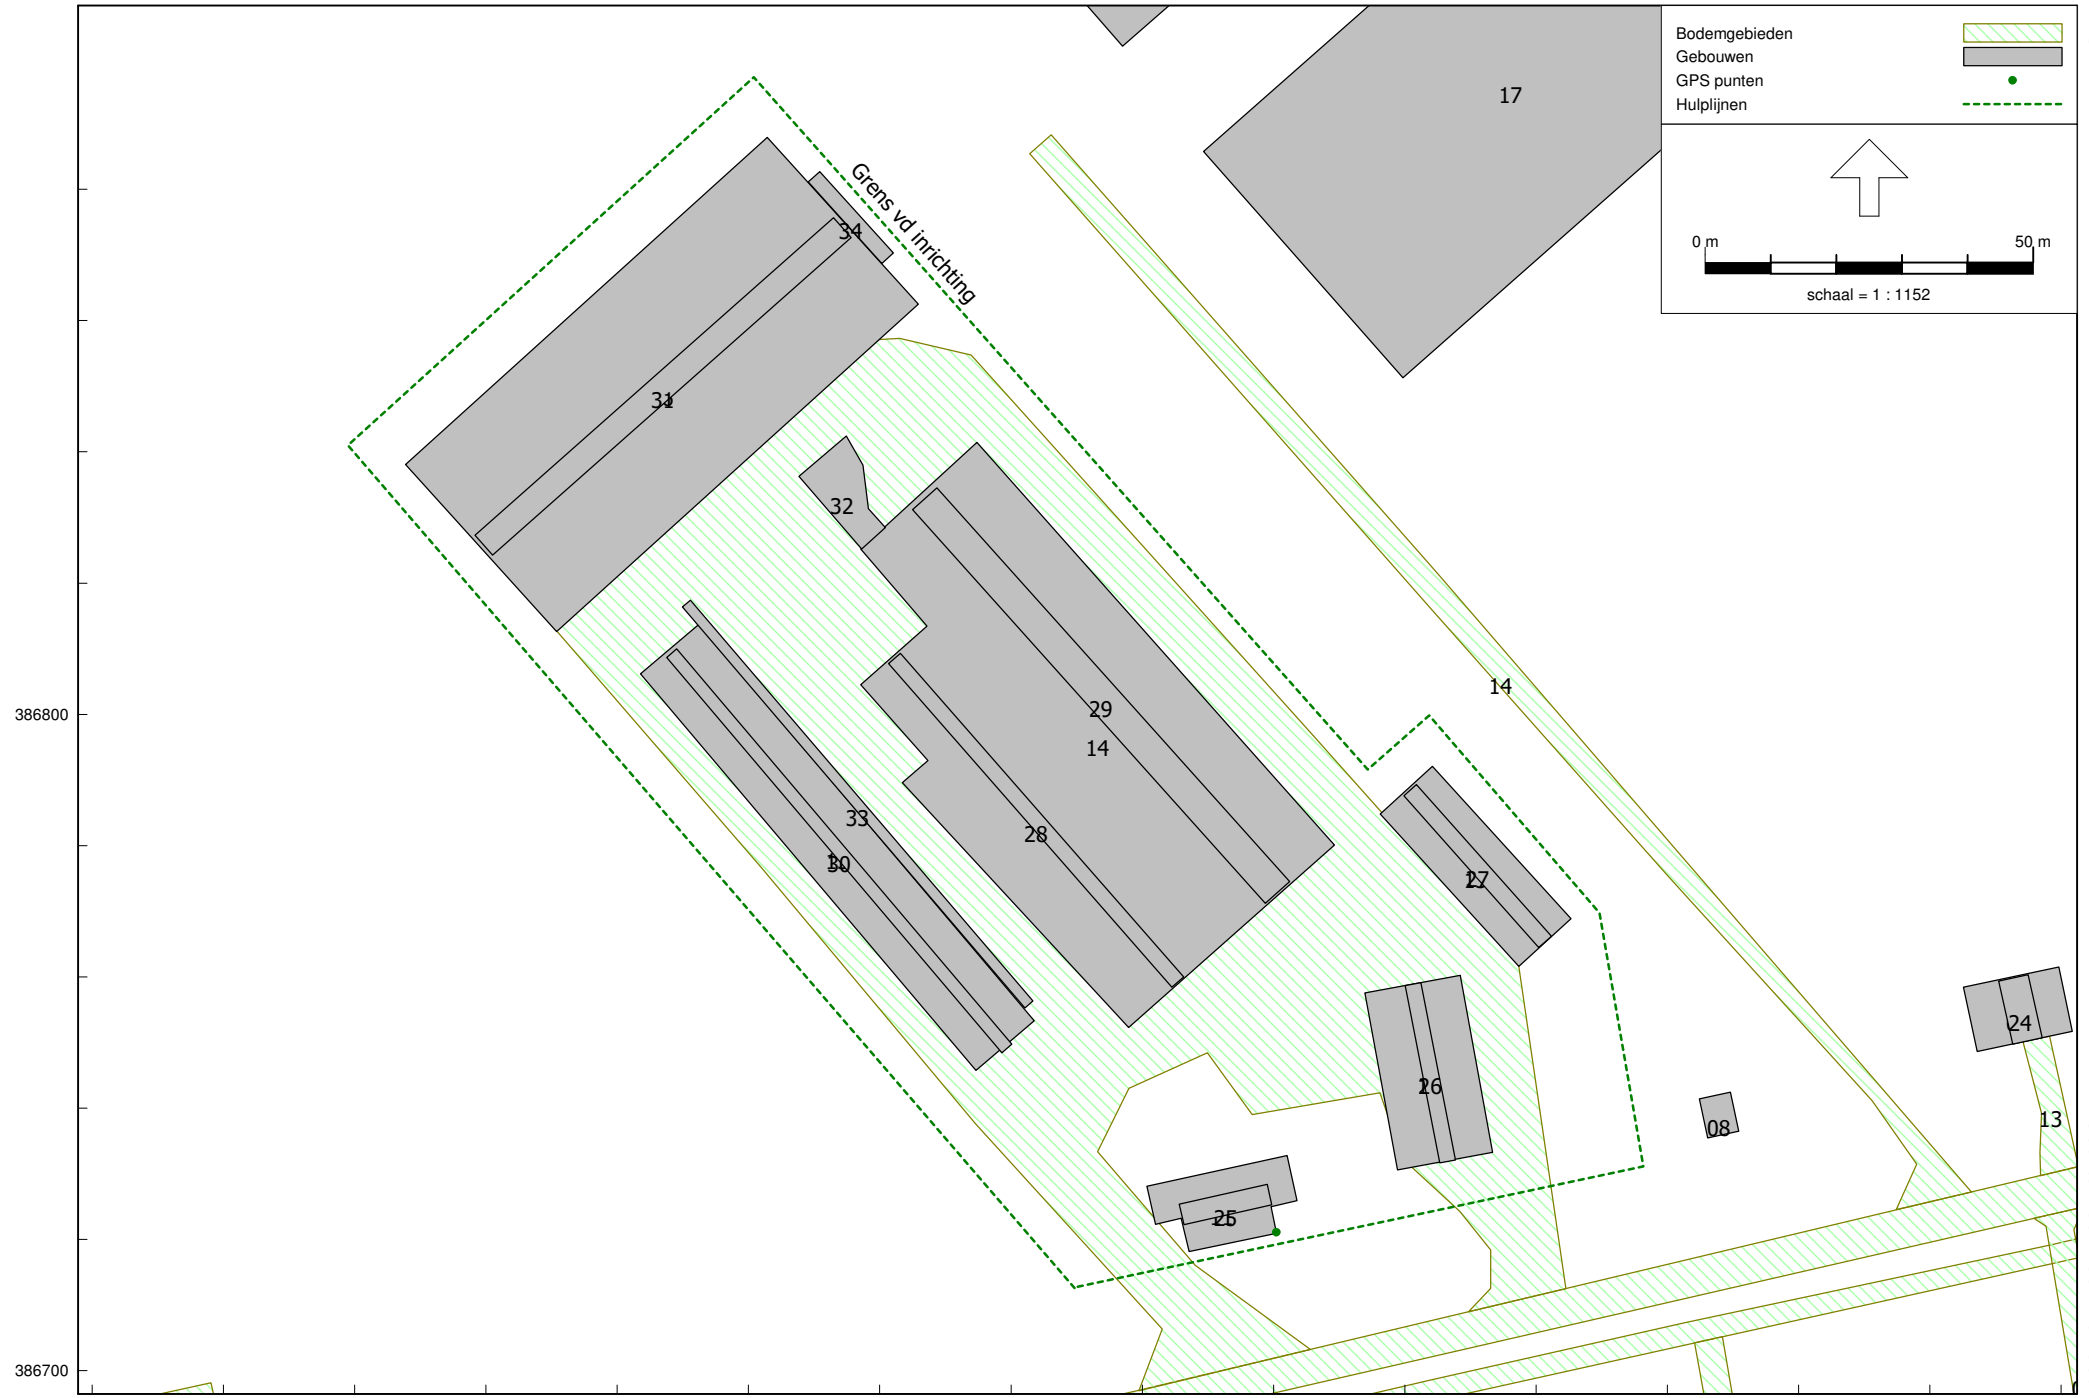 Bodemgebieden
Gebouwen
GPS punten
Hulplijnen
0 m 50 m
schaal = 1 : 1152
17
Grens vd inrichting
34
31
32
14
386800
29
14
33
28
30
27
24
26
08
13
25
386700